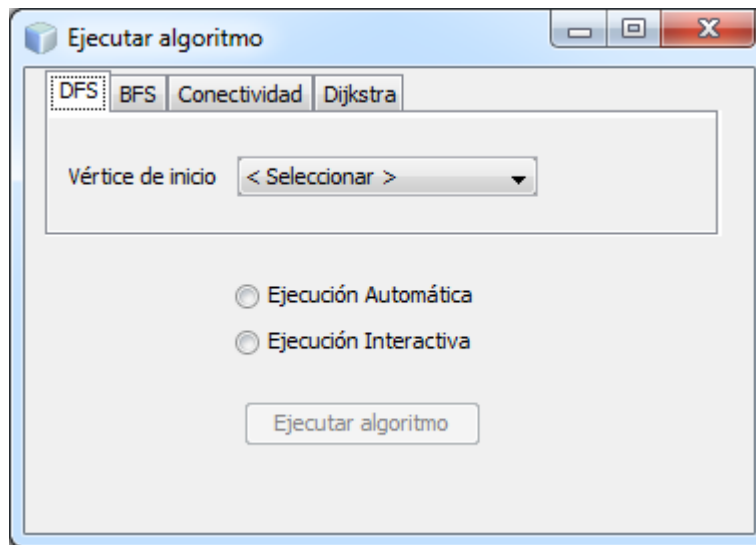 Ejecutar algoritmo
DFS BFS Conectividad Dijkstra
Vértice de inicio < Seleccionar >
Ejecución Automática
Ejecución Interactiva
Ejecutar algoritmo